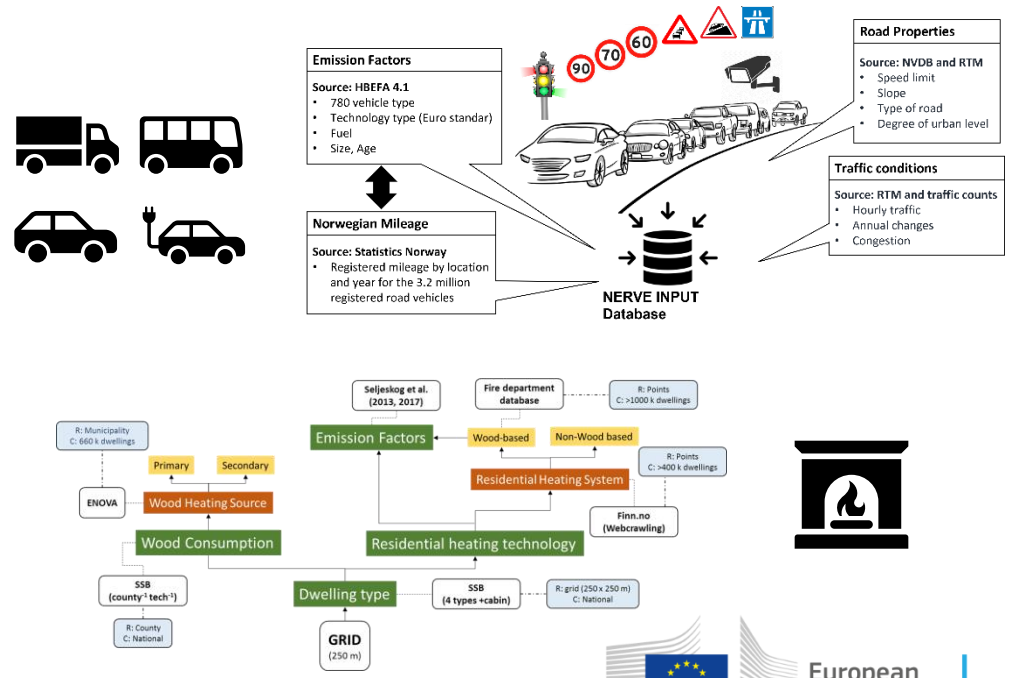 90
70
60
Emission Factors
Source: HBEFA 4.1
• 780 vehicle type
• Technology type (Euro standar)
• Fuel
• Size, Age
Norwegian Mileage
Source: Statistics Norway
• Registered mileage by location
and year for the 3.2 million
registered road vehicles
Road Properties
Source: NVDB and RTM
• Speed limit
• Slope
• Type of road
• Degree of urban level
Traffic conditions
Source: RTM and traffic counts
• Hourly traffic
• Annual changes
• Congestion
NERVE INPUT
Database
Seljeskog et al.
(2013, 2017)
Fire department
database
R: Points
C: >1000 k dwellings
R: Municipality
C: 660 k dwellings
Emission Factors
Wood-based
Non-Wood based
Primary
Secondary
R: Points
C: >400 k dwellings
ENOVA
Wood Heating Source
Residential Heating System
Finn.no
(Webcrawling)
Wood Consumption
Residential heating technology
SSB
(county⁻¹ tech⁻¹)
Dwelling type
SSB
(4 types +cabin)
R: grid (250 x 250 m)
C: National
R: County
C: National
GRID
(250 m)
European